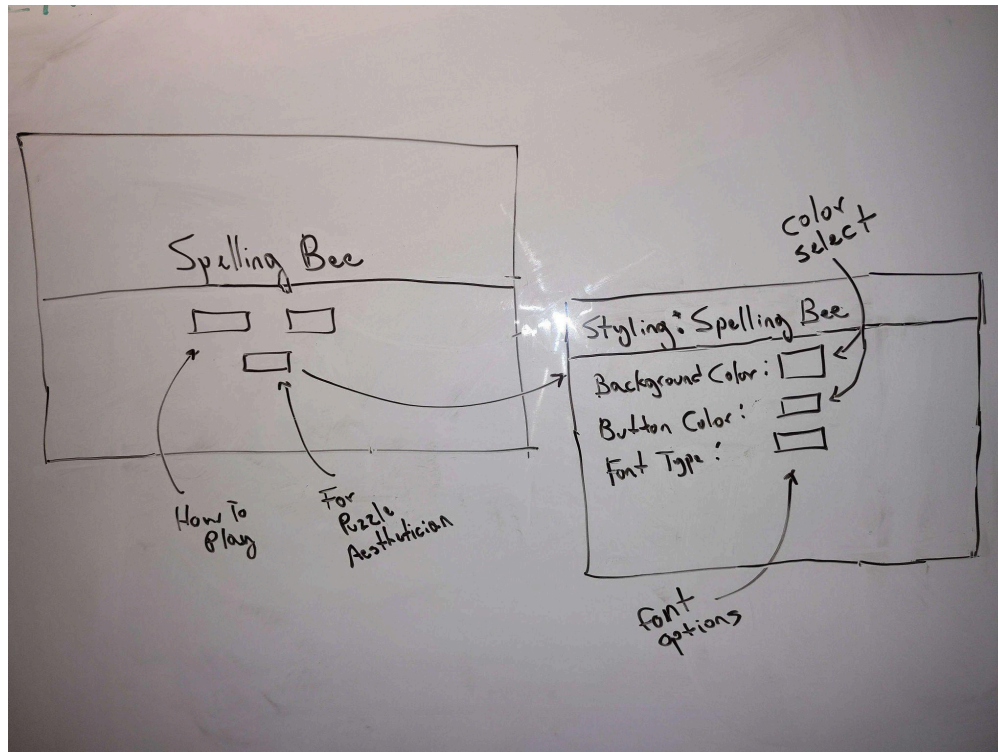 Spelling Bee
How To
Play
For
Puzzle
Aesthetician
Color
select
Styling: Spelling Bee
Background Color:
Button Color:
Font Type:
font
options